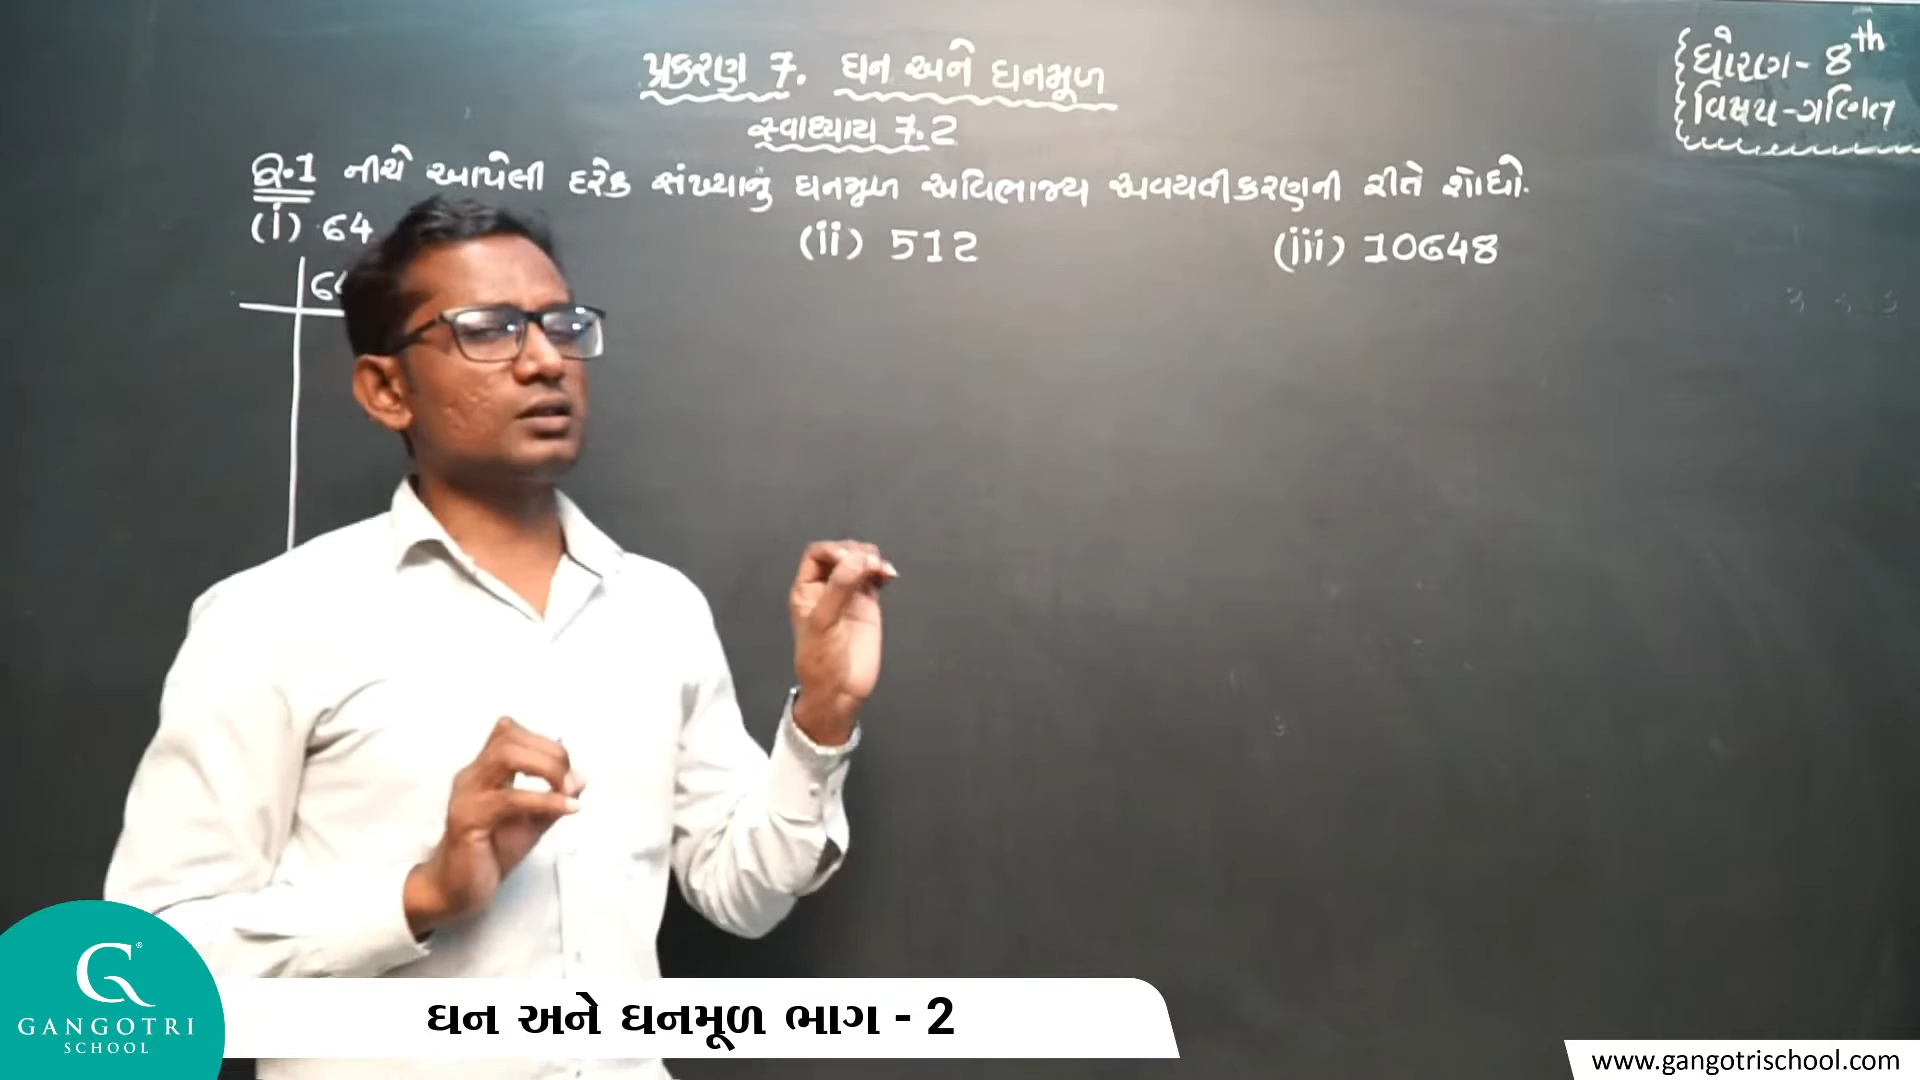 પ્રકરણ 7. ઘન અને ઘનમૂળ
સ્વાધ્યાય 7.2
ધોરણ - 8th
વિષય - ગણિત
Q.1 નીચે આપેલી દરેક સંખ્યાનું ઘનમૂળ અવિભાજ્ય અવયવીકરણની રીતે શોધો.
(i) 64 (ii) 512 (iii) 10648
64
G
GANGOTRI
SCHOOL
ઘન અને ઘનમૂળ ભાગ - 2
www.gangotrischool.com